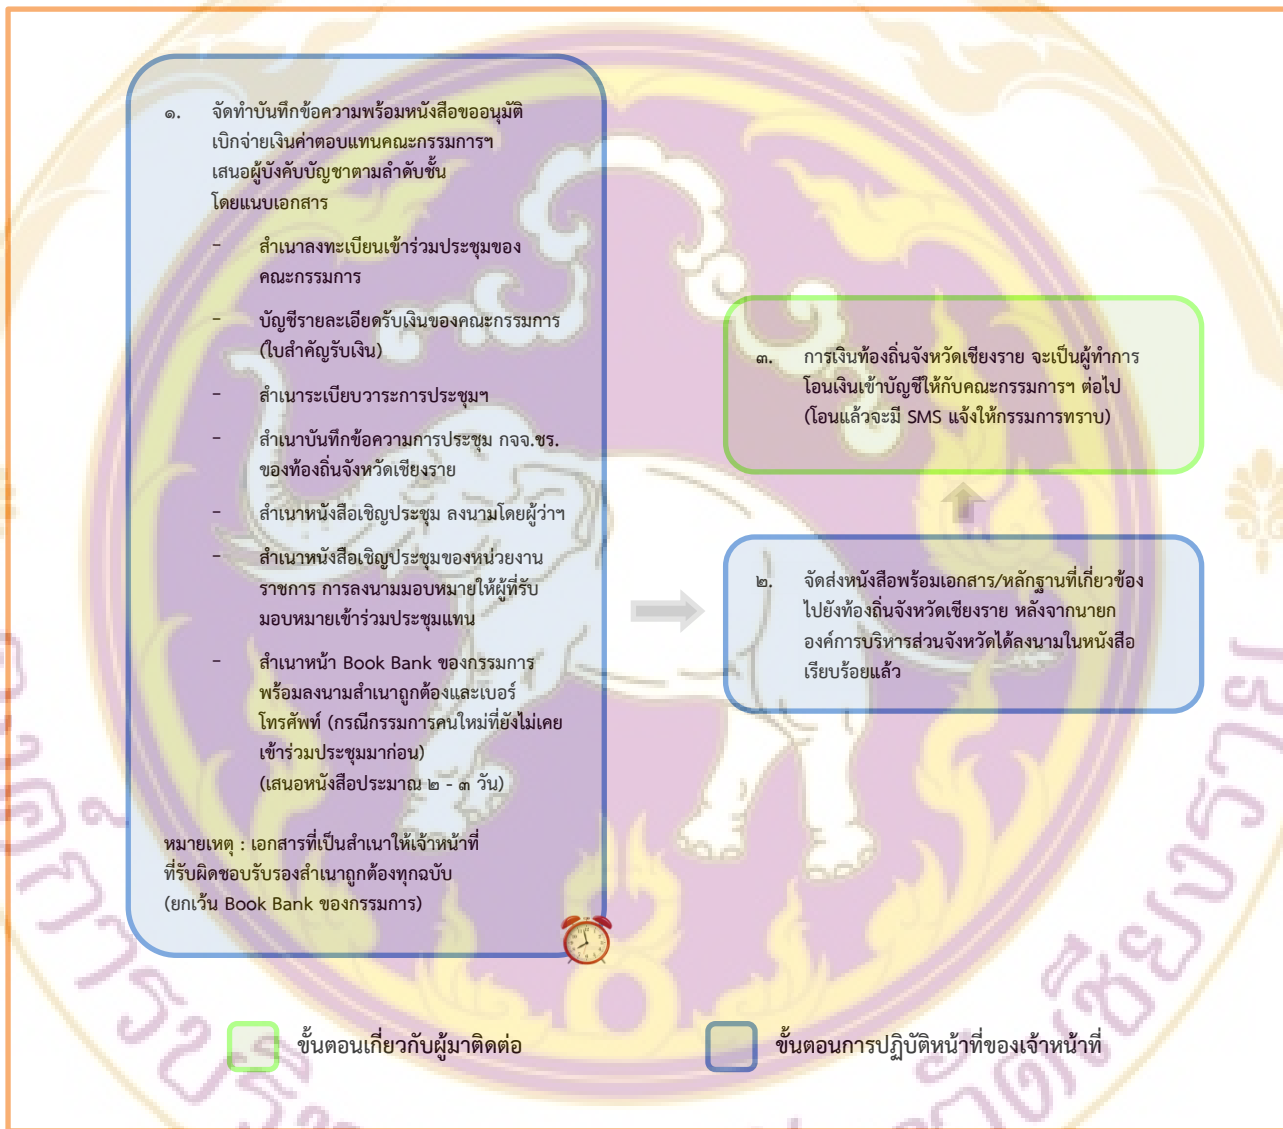 ๑. จัดทำบันทึกข้อความพร้อมหนังสือขออนุมัติ
เบิกจ่ายเงินค่าตอบแทนคณะกรรมการฯ
เสนอผู้บังคับบัญชาตามลำดับชั้น
โดยแนบเอกสาร
- สำเนาลงทะเบียนเข้าร่วมประชุมของ
คณะกรรมการ
- บัญชีรายละเอียดรับเงินของคณะกรรมการ
(ใบสำคัญรับเงิน)
- สำเนาระเบียบวาระการประชุมฯ
- สำเนาบันทึกข้อความการประชุม กจจ.ชร.
ของท้องถิ่นจังหวัดเชียงราย
- สำเนาหนังสือเชิญประชุม ลงนามโดยผู้ว่าฯ
- สำเนาหนังสือเชิญประชุมของหน่วยงาน
ราชการ การลงนามมอบหมายให้ผู้ที่รับ
มอบหมายเข้าร่วมประชุมแทน
- สำเนาหน้า Book Bank ของกรรมการ
พร้อมลงนามสำเนาถูกต้องและเบอร์
โทรศัพท์ (กรณีกรรมการคนใหม่ที่ยังไม่เคย
เข้าร่วมประชุมมาก่อน)
(เสนอหนังสือประมาณ ๒ - ๓ วัน)
หมายเหตุ : เอกสารที่เป็นสำเนาให้เจ้าหน้าที่
ที่รับผิดชอบรับรองสำเนาถูกต้องทุกฉบับ
(ยกเว้น Book Bank ของกรรมการ)
๒. จัดส่งหนังสือพร้อมเอกสาร/หลักฐานที่เกี่ยวข้อง
ไปยังท้องถิ่นจังหวัดเชียงราย หลังจากนายก
องค์การบริหารส่วนจังหวัดได้ลงนามในหนังสือ
เรียบร้อยแล้ว
๓. การเงินท้องถิ่นจังหวัดเชียงราย จะเป็นผู้ทำการ
โอนเงินเข้าบัญชีให้กับคณะกรรมการฯ ต่อไป
(โอนแล้วจะมี SMS แจ้งให้กรรมการทราบ)
ขั้นตอนเกี่ยวกับผู้มาติดต่อ
ขั้นตอนการปฏิบัติหน้าที่ของเจ้าหน้าที่